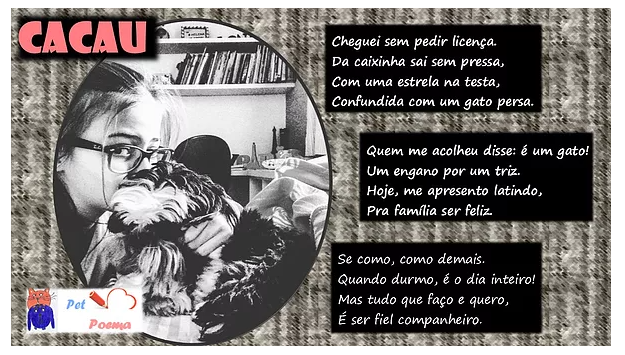 CACAU
Cheguei sem pedir licença.
Da caixinha sai sem pressa,
Com uma estrela na testa,
Confundida com um gato persa.
Quem me acolheu disse: é um gato!
Um engano por um triz.
Hoje, me apresento latindo,
Pra família ser feliz.
Se como, como demais.
Quando durmo, é o dia inteiro!
Mas tudo que faço e quero,
É ser fiel companheiro.
Pet
Poema